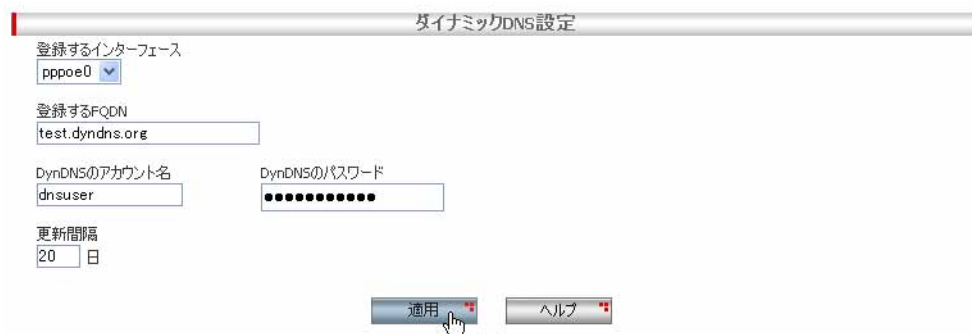 ダイナミックDNS設定
登録するインターフェース
pppoe0
登録するFQDN
test.dyndns.org
DynDNSのアカウント名 DynDNSのパスワード
dnsuser ●●●●●●●●●●●
更新間隔
20 日
適用 ヘルプ